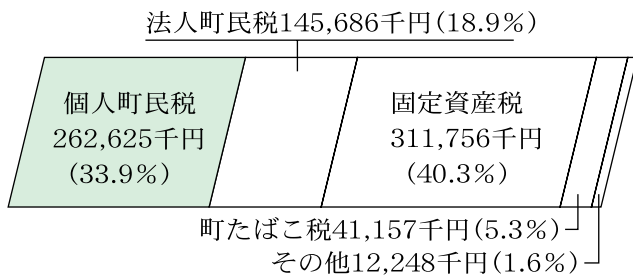 法人町民税145,686千円(18.9%)
個人町民税
262,625千円
(33.9%)
固定資産税
311,756千円
(40.3%)
町たばこ税41,157千円(5.3%)
その他12,248千円(1.6%)